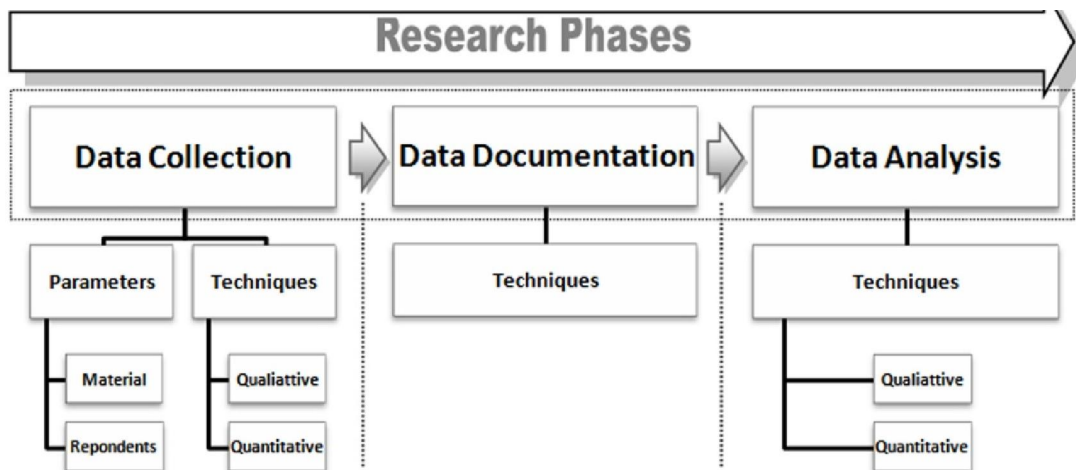 Research Phases
Data Collection
Data Documentation
Data Analysis
Parameters
Techniques
Techniques
Techniques
Material
Qualiattive
Qualiattive
Repondents
Quantitative
Quantitative